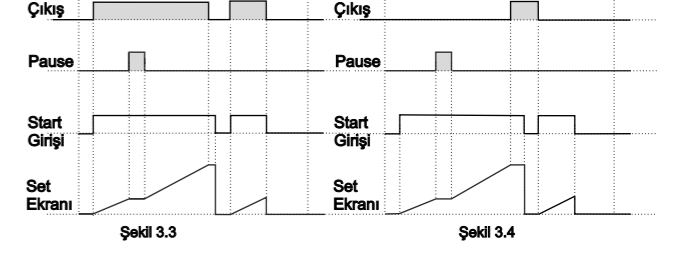 Çıkış
Pause
Start
Girişi
Set
Ekranı
Şekil 3.3
Çıkış
Pause
Start
Girişi
Set
Ekranı
Şekil 3.4